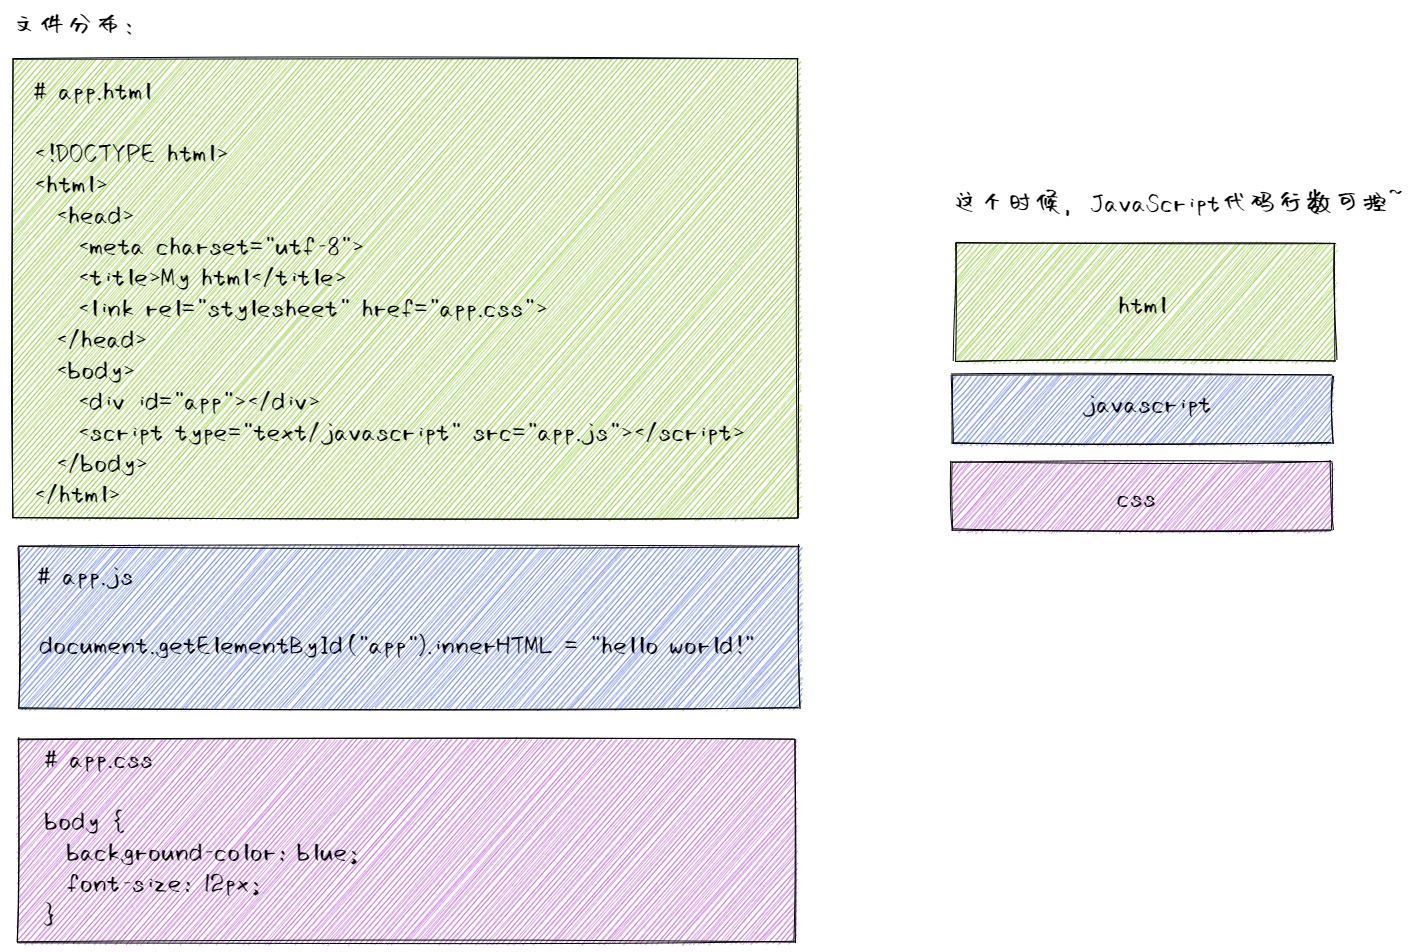 文件分布：
# app.html
<!DOCTYPE html>
<html>
<head>
<meta charset="utf-8">
<title>My html</title>
<link rel="stylesheet" href="app.css">
</head>
<body>
<div id="app"></div>
<script type="text/javascript" src="app.js"></script>
</body>
</html>
# app.js
document.getElementById("app").innerHTML = "hello world!"
# app.css
body {
background-color: blue;
font-size: 12px;
}
这个时候，JavaScript代码行数可控~
html
javascript
css